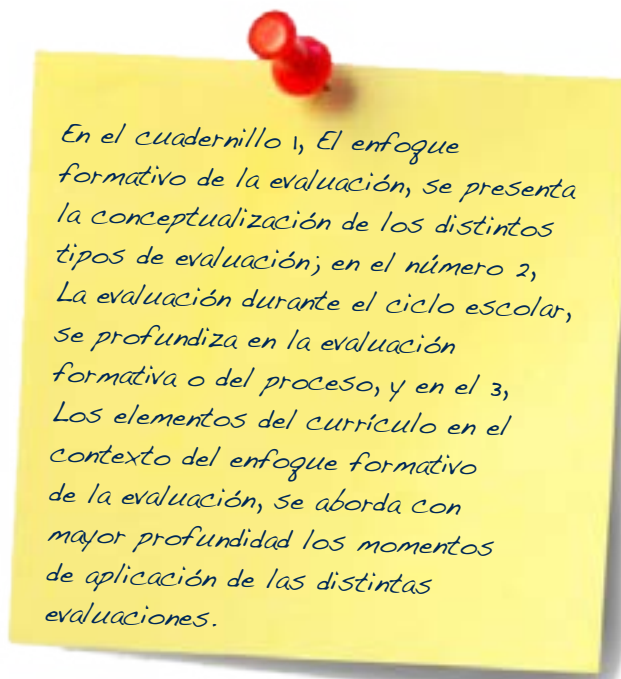 En el cuadernillo 1, El enfoque
formativo de la evaluación, se presenta
la conceptualización de los distintos
tipos de evaluación; en el número 2,
La evaluación durante el ciclo escolar,
se profundiza en la evaluación
formativa o del proceso, y en el 3,
Los elementos del currículo en el
contexto del enfoque formativo
de la evaluación, se aborda con
mayor profundidad los momentos
de aplicación de las distintas
evaluaciones.